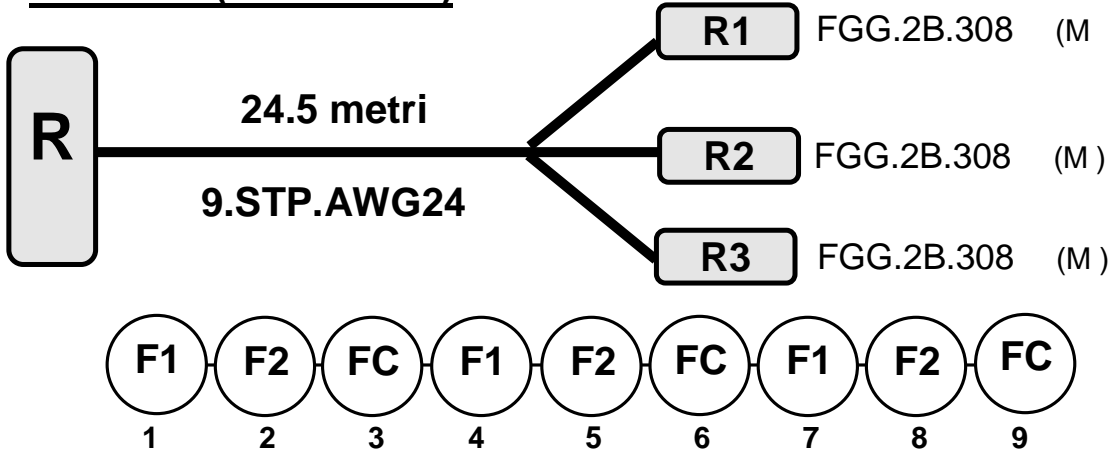 R1 FGG.2B.308 (M
24.5 metri
R
R2 FGG.2B.308 (M )
9.STP.AWG24
R3 FGG.2B.308 (M )
F1 F2 FC F1 F2 FC F1 F2 FC
1 2 3 4 5 6 7 8 9